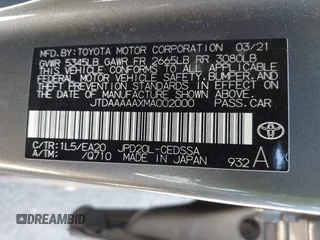 MFD. BY: TOYOTA MOTOR CORPORATION 03/21
GVWR 5345LB GAWR FR 2665LB RR 3080LB
THIS VEHICLE CONFORMS TO ALL APPLICABLE
FEDERAL MOTOR VEHICLE SAFETY, BUMPER, AND
THEFT PREVENTION STANDARDS IN EFFECT ON THE
DATE OF MANUFACTURE SHOWN ABOVE.
JTDAAAAAXMA002000
PASS. CAR
C/TR: 1L5/EA20 JPD20L-CEDSSA
A/TM: /Q710 MADE IN JAPAN 932 A
TOYOTA
DREAMBID